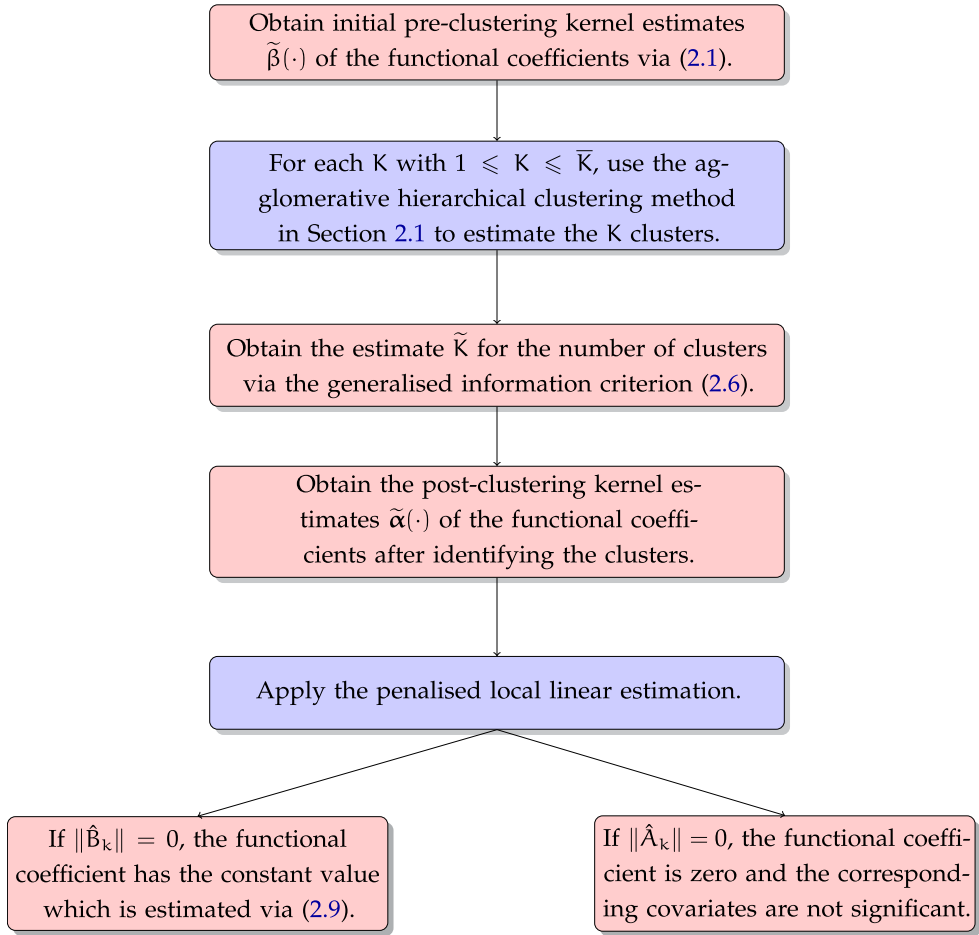 Obtain initial pre-clustering kernel estimates
β̃(·) of the functional coefficients via (2.1).
For each K with 1 ⩽ K ⩽ K̅, use the ag-
glomerative hierarchical clustering method
in Section 2.1 to estimate the K clusters.
Obtain the estimate K̃ for the number of clusters
via the generalised information criterion (2.6).
Obtain the post-clustering kernel es-
timates α̃(·) of the functional coeffi-
cients after identifying the clusters.
Apply the penalised local linear estimation.
If ‖B̂ₖ‖ = 0, the functional
coefficient has the constant value
which is estimated via (2.9).
If ‖Âₖ‖ = 0, the functional coeffi-
cient is zero and the correspond-
ing covariates are not significant.